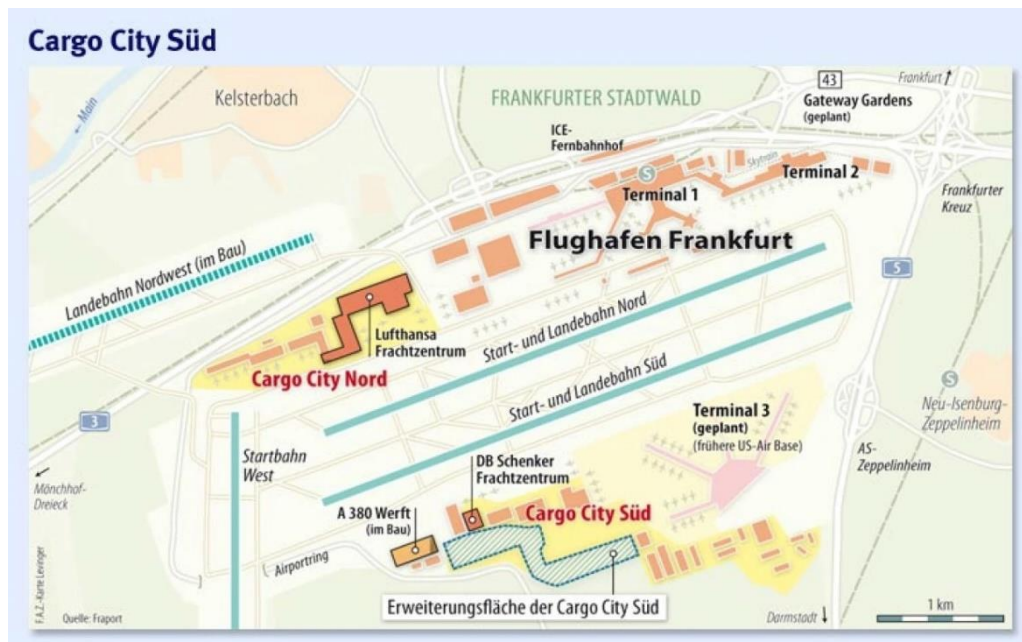 Cargo City Süd
Kelsterbach
← Main
FRANKFURTER STADTWALD
43
Frankfurt ↑
Gateway Gardens
(geplant)
ICE-
Fernbahnhof
S
Skytrain
Terminal 1
Terminal 2
Frankfurter
Kreuz
Flughafen Frankfurt
5
Landebahn Nordwest (im Bau)
Lufthansa
Frachtzentrum
Cargo City Nord
Start- und Landebahn Nord
Start- und Landebahn Süd
3
S
Neu-Isenburg-
Zeppelinheim
Terminal 3
(geplant)
(frühere US-Air Base)
AS-
Zeppelinheim
Startbahn
West
Mönchhof-
Dreieck
DB Schenker
Frachtzentrum
A 380 Werft
(im Bau)
Cargo City Süd
Airportring
Erweiterungsfläche der Cargo City Süd
Darmstadt ↓
1 km
F.A.Z.-Karte Levinger
Quelle: Fraport